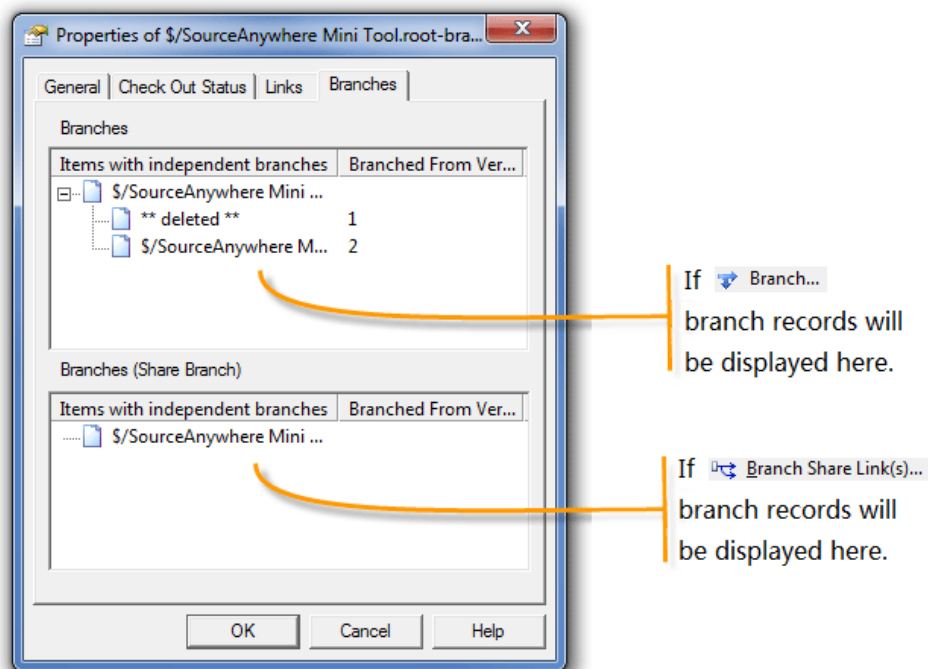 Properties of $/SourceAnywhere Mini Tool.root-bra...
General Check Out Status Links Branches
Branches
Items with independent branches Branched From Ver...
$/SourceAnywhere Mini ...
** deleted ** 1
$/SourceAnywhere M... 2
If Branch...
branch records will
be displayed here.
Branches (Share Branch)
Items with independent branches Branched From Ver...
$/SourceAnywhere Mini ...
If Branch Share Link(s)...
branch records will
be displayed here.
OK Cancel Help